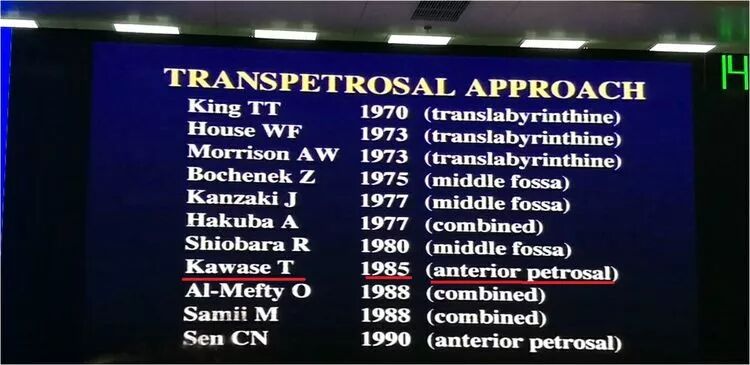 TRANSPETROSAL APPROACH
14
King TT 1970 (translabyrinthine)
House WF 1973 (translabyrinthine)
Morrison AW 1973 (translabyrinthine)
Bochenek Z 1975 (middle fossa)
Kanzaki J 1977 (middle fossa)
Hakuba A 1977 (combined)
Shiobara R 1980 (middle fossa)
Kawase T 1985 (anterior petrosal)
Al-Mefty O 1988 (combined)
Samii M 1988 (combined)
Sen CN 1990 (anterior petrosal)